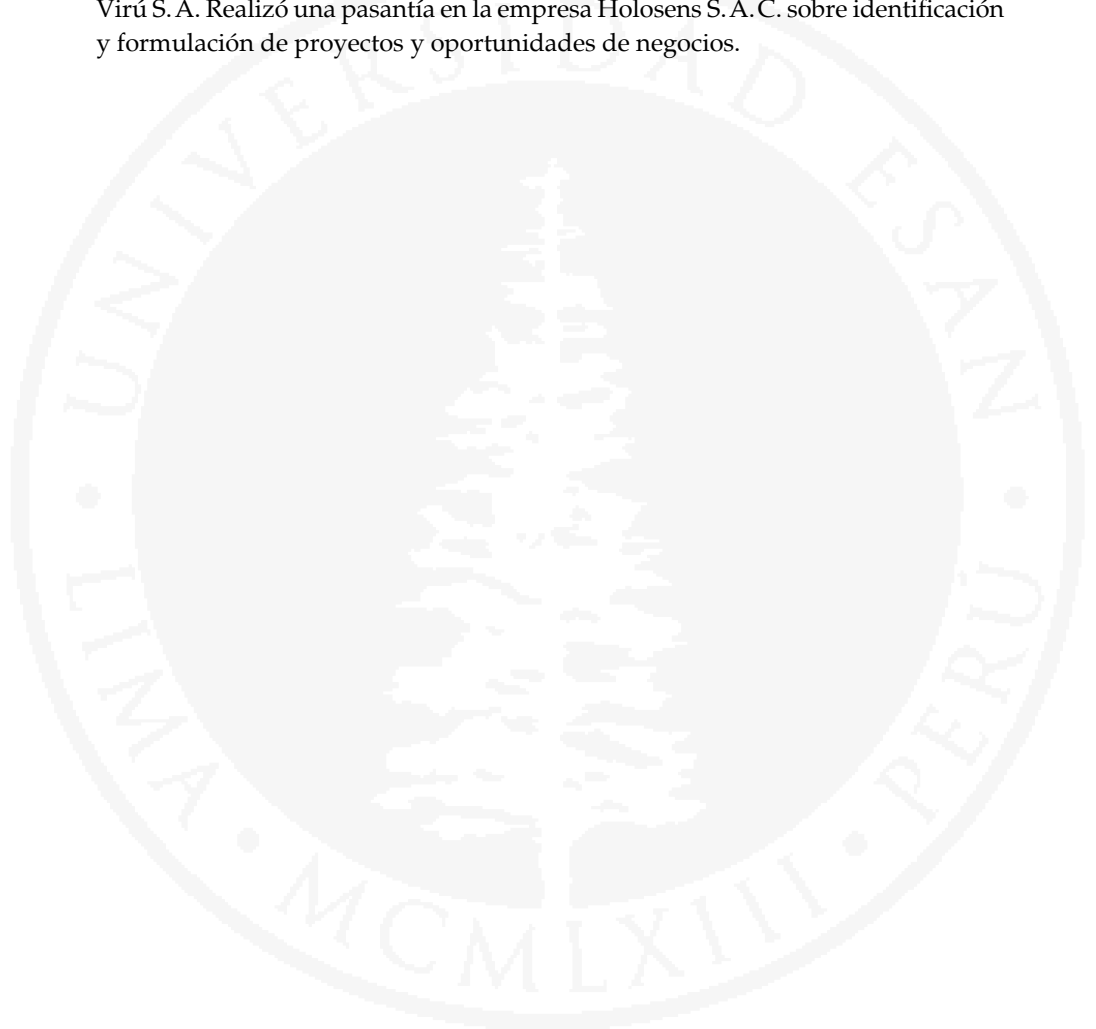 Virú S. A. Realizó una pasantía en la empresa Holosens S. A. C. sobre identificación
y formulación de proyectos y oportunidades de negocios.
UNIVERSIDAD ESAN
• LIMA • MCMLXIII • PERÚ •